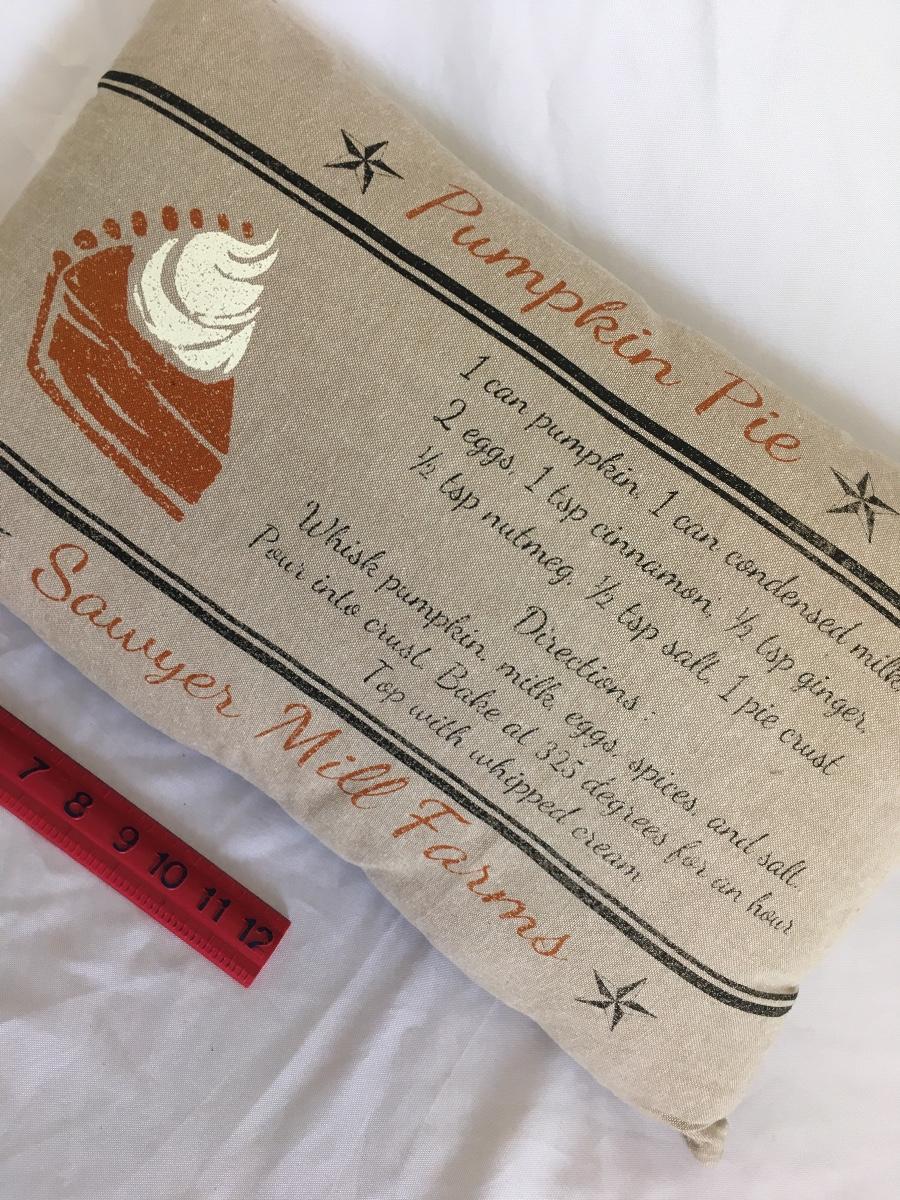 Pumpkin Pie
1 can pumpkin, 1 can condensed milk
2 eggs, 1 tsp cinnamon, ½ tsp ginger,
½ tsp nutmeg, ½ tsp salt, 1 pie crust
Directions :
Whisk pumpkin, milk, eggs, spices, and salt.
Pour into crust. Bake at 325 degrees for an hour
Top with whipped cream
Sawyer Mill Farms
7 8 9 10 11 12